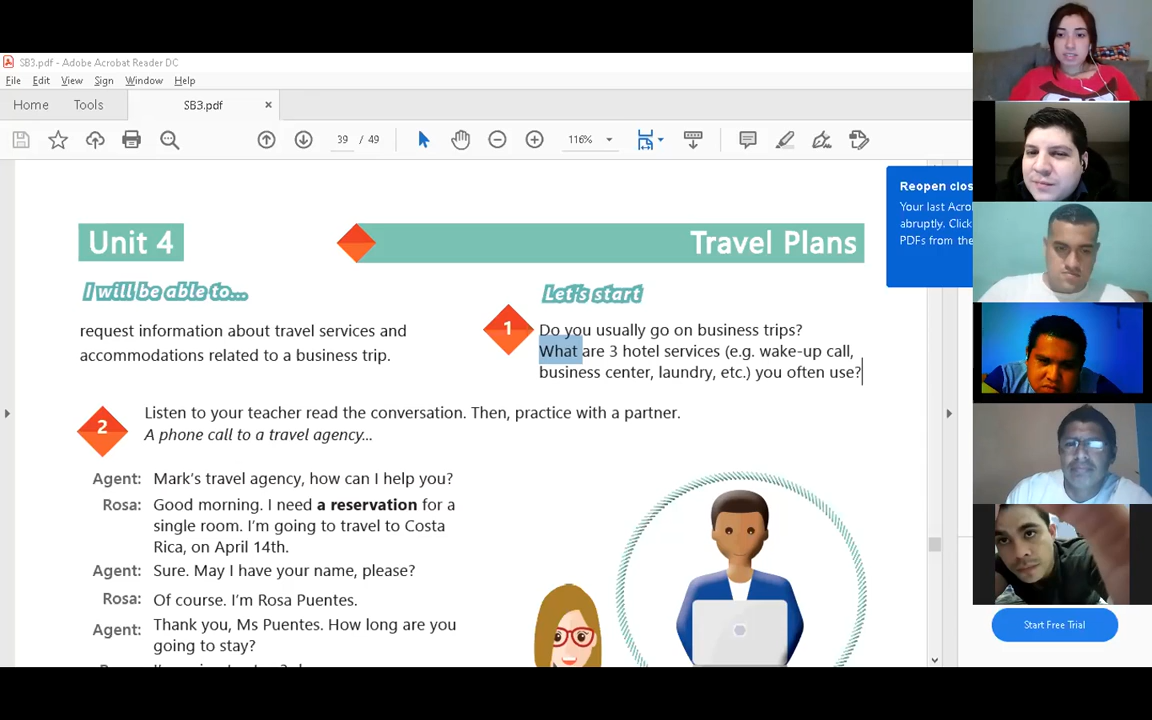 SB3.pdf - Adobe Acrobat Reader DC
File Edit View Sign Window Help
Home Tools SB3.pdf ×
39 / 49 116%
Reopen clos
Your last Acro
abruptly. Click
PDFs from the
Unit 4 Travel Plans
I will be able to...
request information about travel services and
accommodations related to a business trip.
Let's start
1 Do you usually go on business trips?
What are 3 hotel services (e.g. wake-up call,
business center, laundry, etc.) you often use?
2 Listen to your teacher read the conversation. Then, practice with a partner.
A phone call to a travel agency...
Agent: Mark's travel agency, how can I help you?
Rosa: Good morning. I need a reservation for a
single room. I'm going to travel to Costa
Rica, on April 14th.
Agent: Sure. May I have your name, please?
Rosa: Of course. I'm Rosa Puentes.
Agent: Thank you, Ms Puentes. How long are you
going to stay?
Start Free Trial